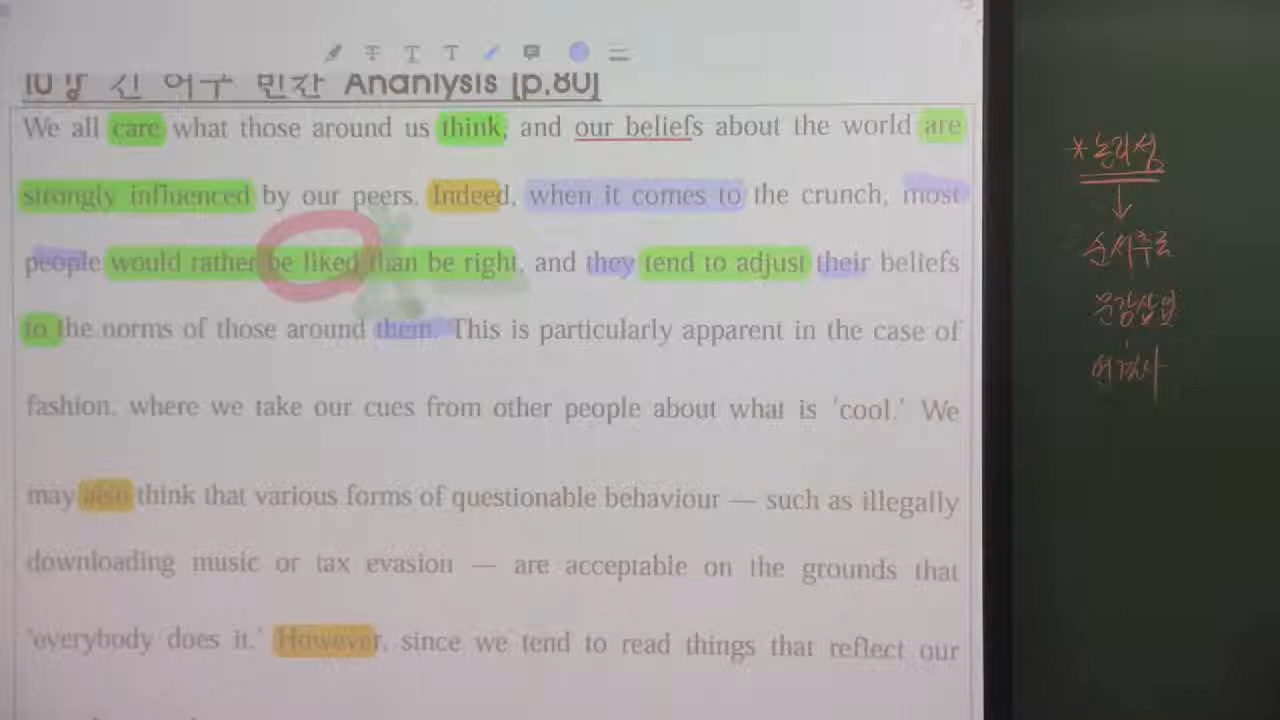 Ananlysis [p.80]
We all care what those around us think, and our beliefs about the world are
strongly influenced by our peers. Indeed, when it comes to the crunch, most
people would rather be liked than be right, and they tend to adjust their beliefs
to the norms of those around them. This is particularly apparent in the case of
fashion, where we take our cues from other people about what is 'cool.' We
may also think that various forms of questionable behaviour — such as illegally
downloading music or tax evasion — are acceptable on the grounds that
'everybody does it.' However, since we tend to read things that reflect our
*논리성
↓
순서추론
문장삽입